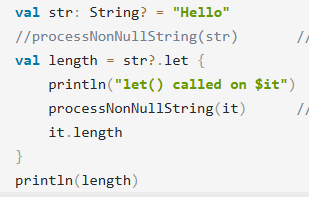 val str: String? = "Hello"
//processNonNullString(str)       //
val length = str?.let {
    println("let() called on $it")
    processNonNullString(it)      //
    it.length
}
println(length)